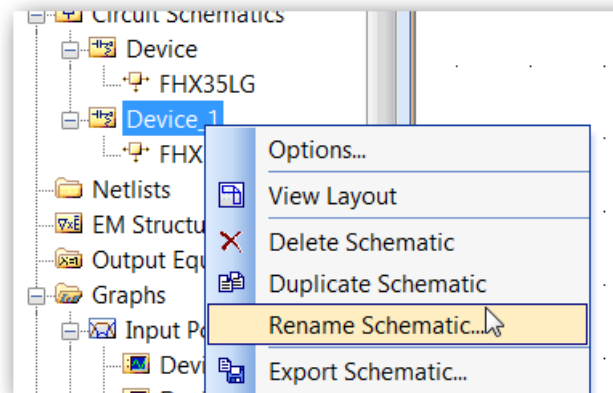 Circuit Schematics
Device
FHX35LG
Device_1
FHX
Options...
Netlists
View Layout
EM Structu
Delete Schematic
Output Equ
Duplicate Schematic
Graphs
Rename Schematic...
Input Po
Devi
Export Schematic...